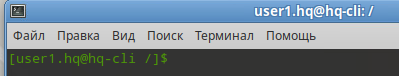 user1.hq@hq-cli: /
Файл Правка Вид Поиск Терминал Помощь
[user1.hq@hq-cli /]$